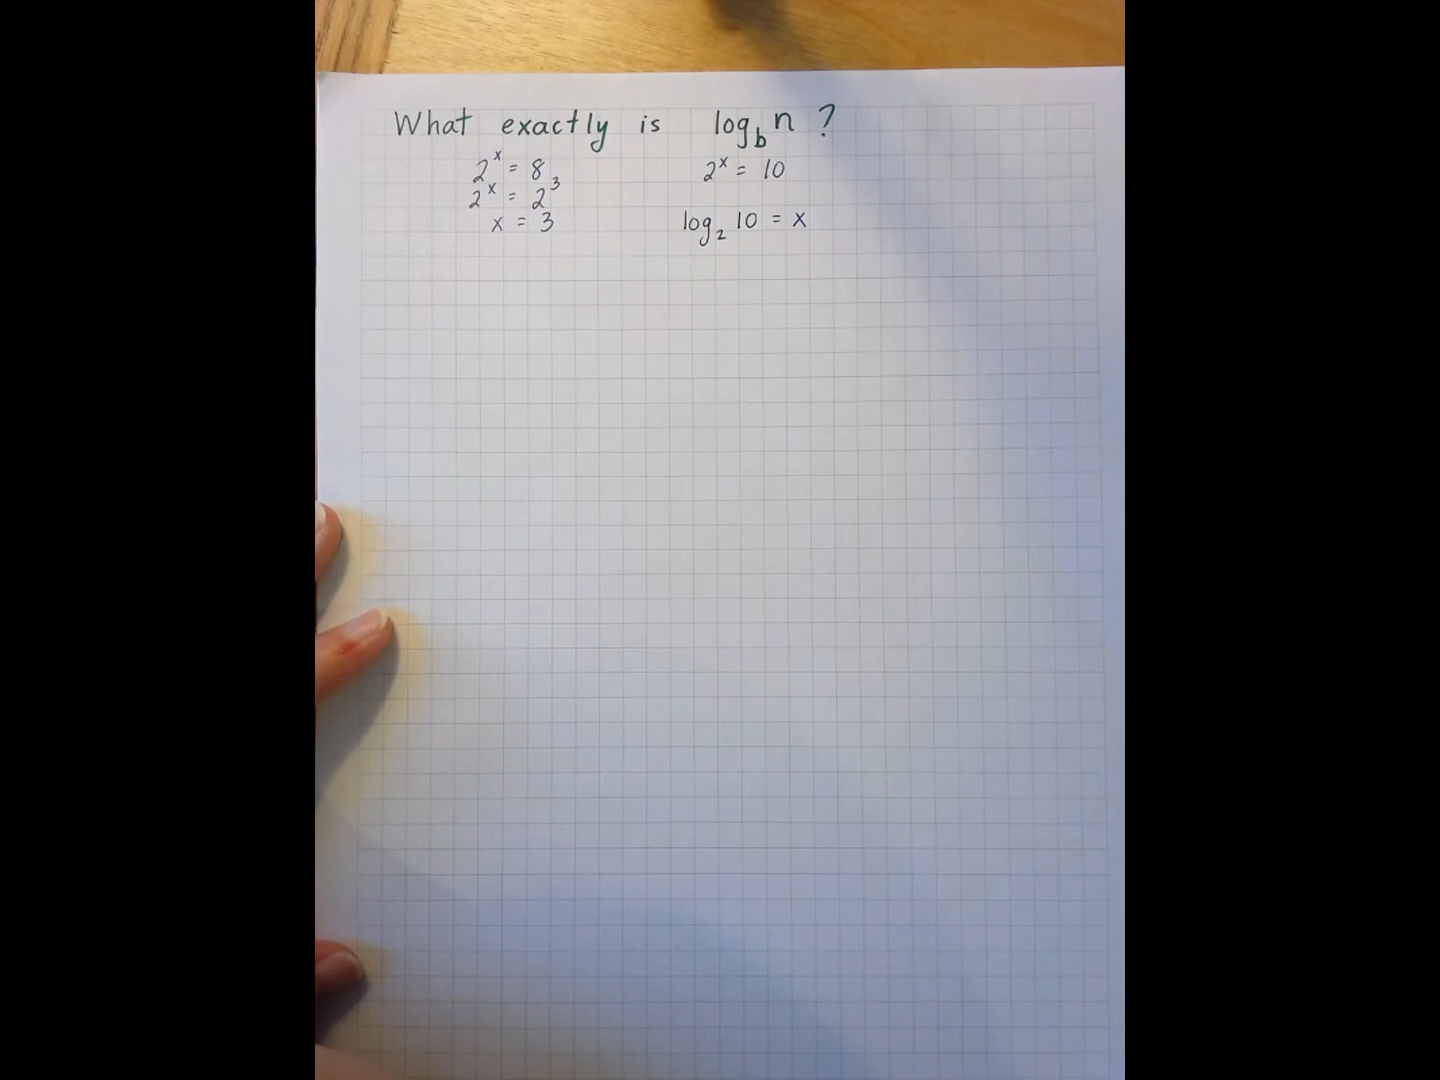 What exactly is log_b n ?
2^x = 8
2^x = 2^3
x = 3
2^x = 10
log_2 10 = x